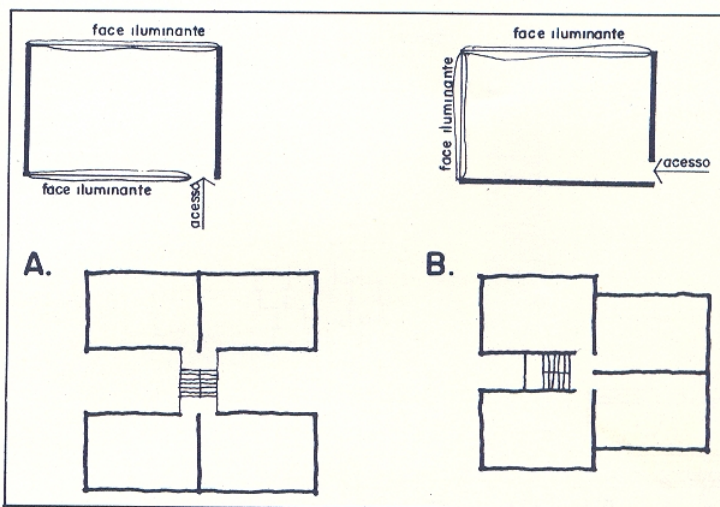 face iluminante
face iluminante
acesso
A.
face iluminante
face iluminante
acesso
B.